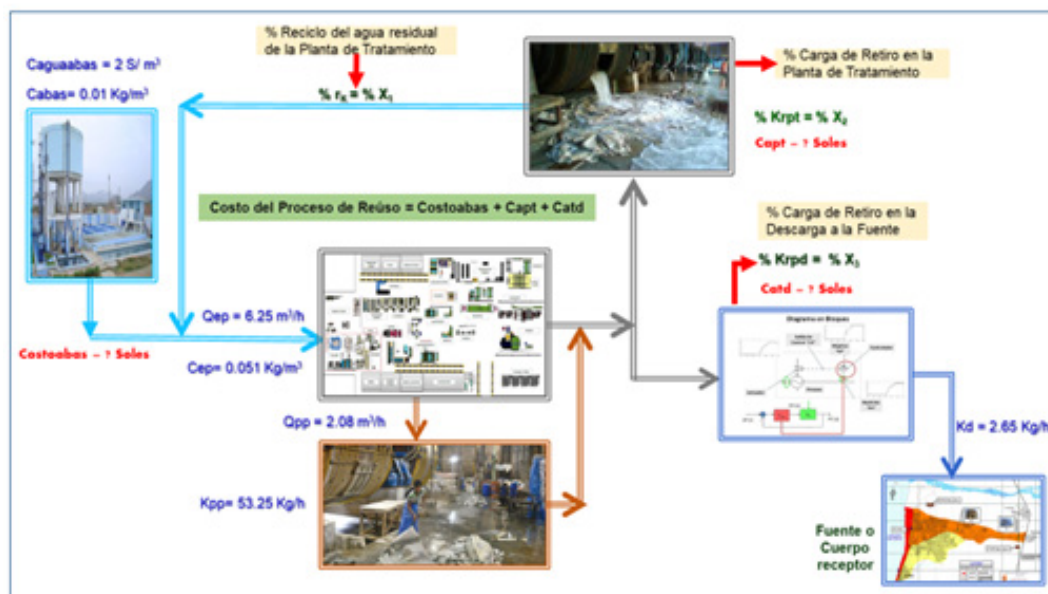 % Reciclo del agua residual
de la Planta de Tratamiento
% rK = % X1
Caguaabas = 2 S/ m³
Cabas= 0.01 Kg/m³
% Carga de Retiro en la
Planta de Tratamiento
% Krpt = % X2
Capt – ? Soles
Costo del Proceso de Reúso = Costoabas + Capt + Catd
% Carga de Retiro en la
Descarga a la Fuente
% Krpd = % X3
Catd – ? Soles
Qep = 6.25 m³/h
Costoabas – ? Soles
Cep= 0.051 Kg/m³
Diagrama en Bloques
Qpp = 2.08 m³/h
Kd = 2.65 Kg/h
Kpp= 53.25 Kg/h
Fuente o
Cuerpo
receptor